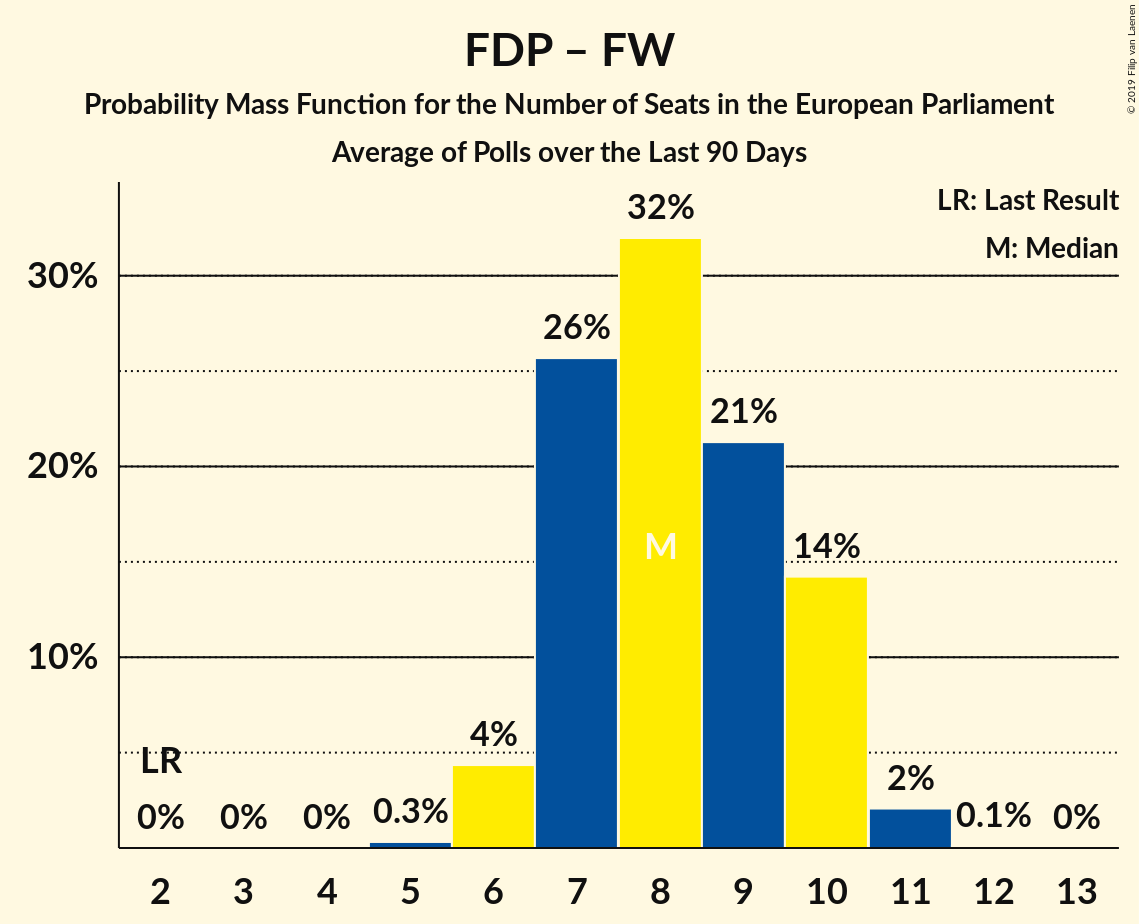 FDP – FW
Probability Mass Function for the Number of Seats in the European Parliament
Average of Polls over the Last 90 Days
© 2019 Filip van Laenen
LR: Last Result
M: Median
30%
20%
10%
LR
0%
0%
0%
0.3%
4%
26%
32%
M
21%
14%
2%
0.1%
0%
2 3 4 5 6 7 8 9 10 11 12 13